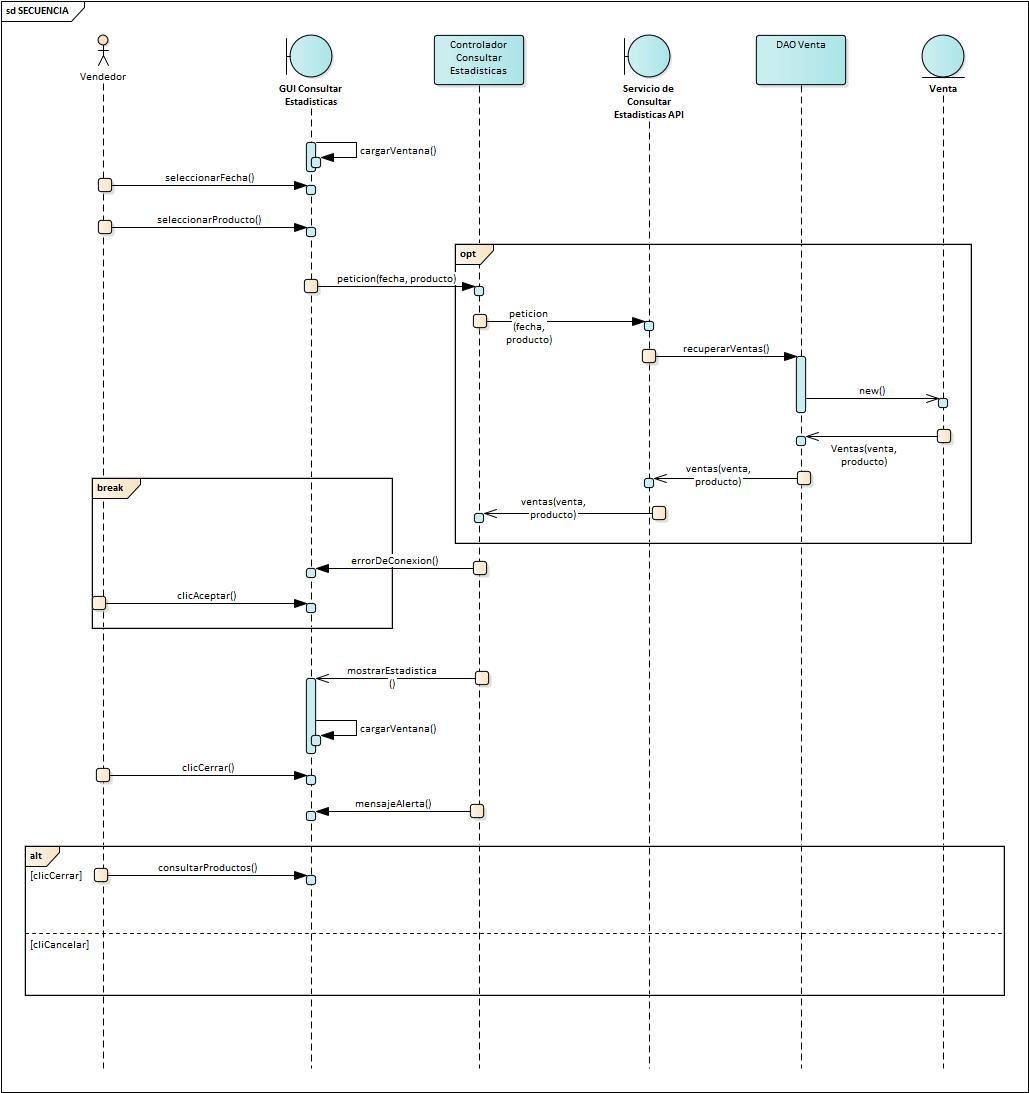 sd SECUENCIA
Vendedor
GUI Consultar
Estadisticas
Controlador
Consultar
Estadisticas
Servicio de
Consultar
Estadisticas API
DAO Venta
Venta
cargarVentana()
seleccionarFecha()
seleccionarProducto()
opt
peticion(fecha, producto)
peticion
(fecha,
producto)
recuperarVentas()
new()
Ventas(venta,
producto)
ventas(venta,
producto)
ventas(venta,
producto)
break
errorDeConexion()
clicAceptar()
mostrarEstadistica
()
cargarVentana()
clicCerrar()
mensajeAlerta()
alt
[clicCerrar]
consultarProductos()
[cliCancelar]